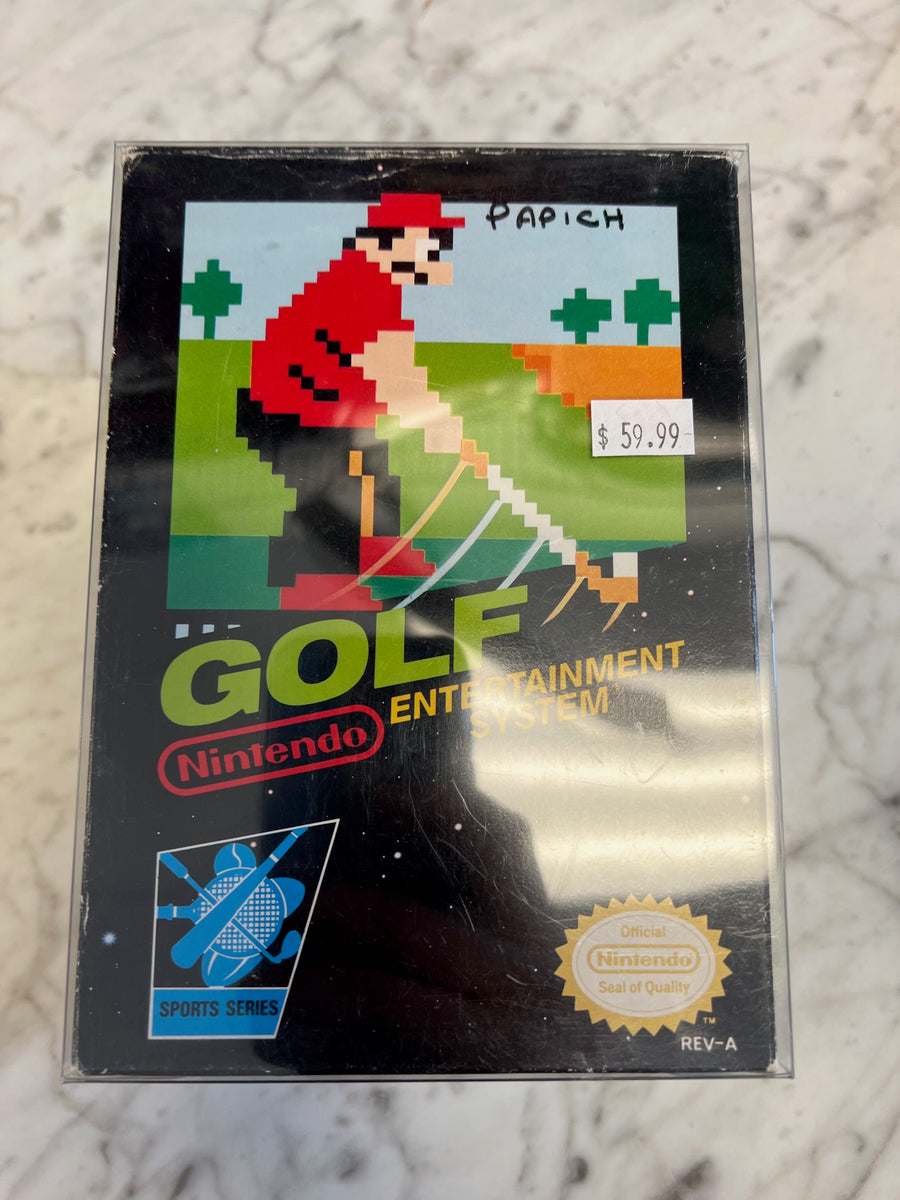 PAPICH
$ 59.99
GOLF
Nintendo
ENTERTAINMENT
SYSTEM
SPORTS SERIES
Official
Nintendo
Seal of Quality
TM
REV-A